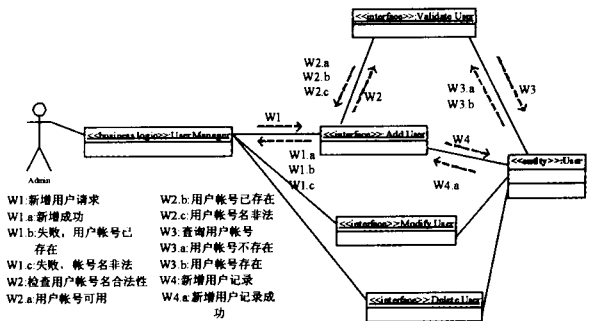 <<interface>>:Validate User
W2.a
W2.b
W2.c
W2
W3.a
W3.b
W3
W1
<<business logic>>:UserManager
<<interface>>:Add User
W1.a
W1.b
W1.c
W4
W4.a
<<entity>>:User
Admin
<<interface>>:Modify User
<<interface>>:Delete User
W1:新增用户请求
W1.a:新增成功
W1.b:失败,用户帐号已
存在
W1.c:失败,帐号名非法
W2:检查用户帐号名合法性
W2.a:用户帐号可用
W2.b:用户帐号已存在
W2.c:用户帐号名非法
W3:查询用户帐号
W3.a:用户帐号不存在
W3.b:用户帐号存在
W4:新增用户记录
W4.a:新增用户记录成
功